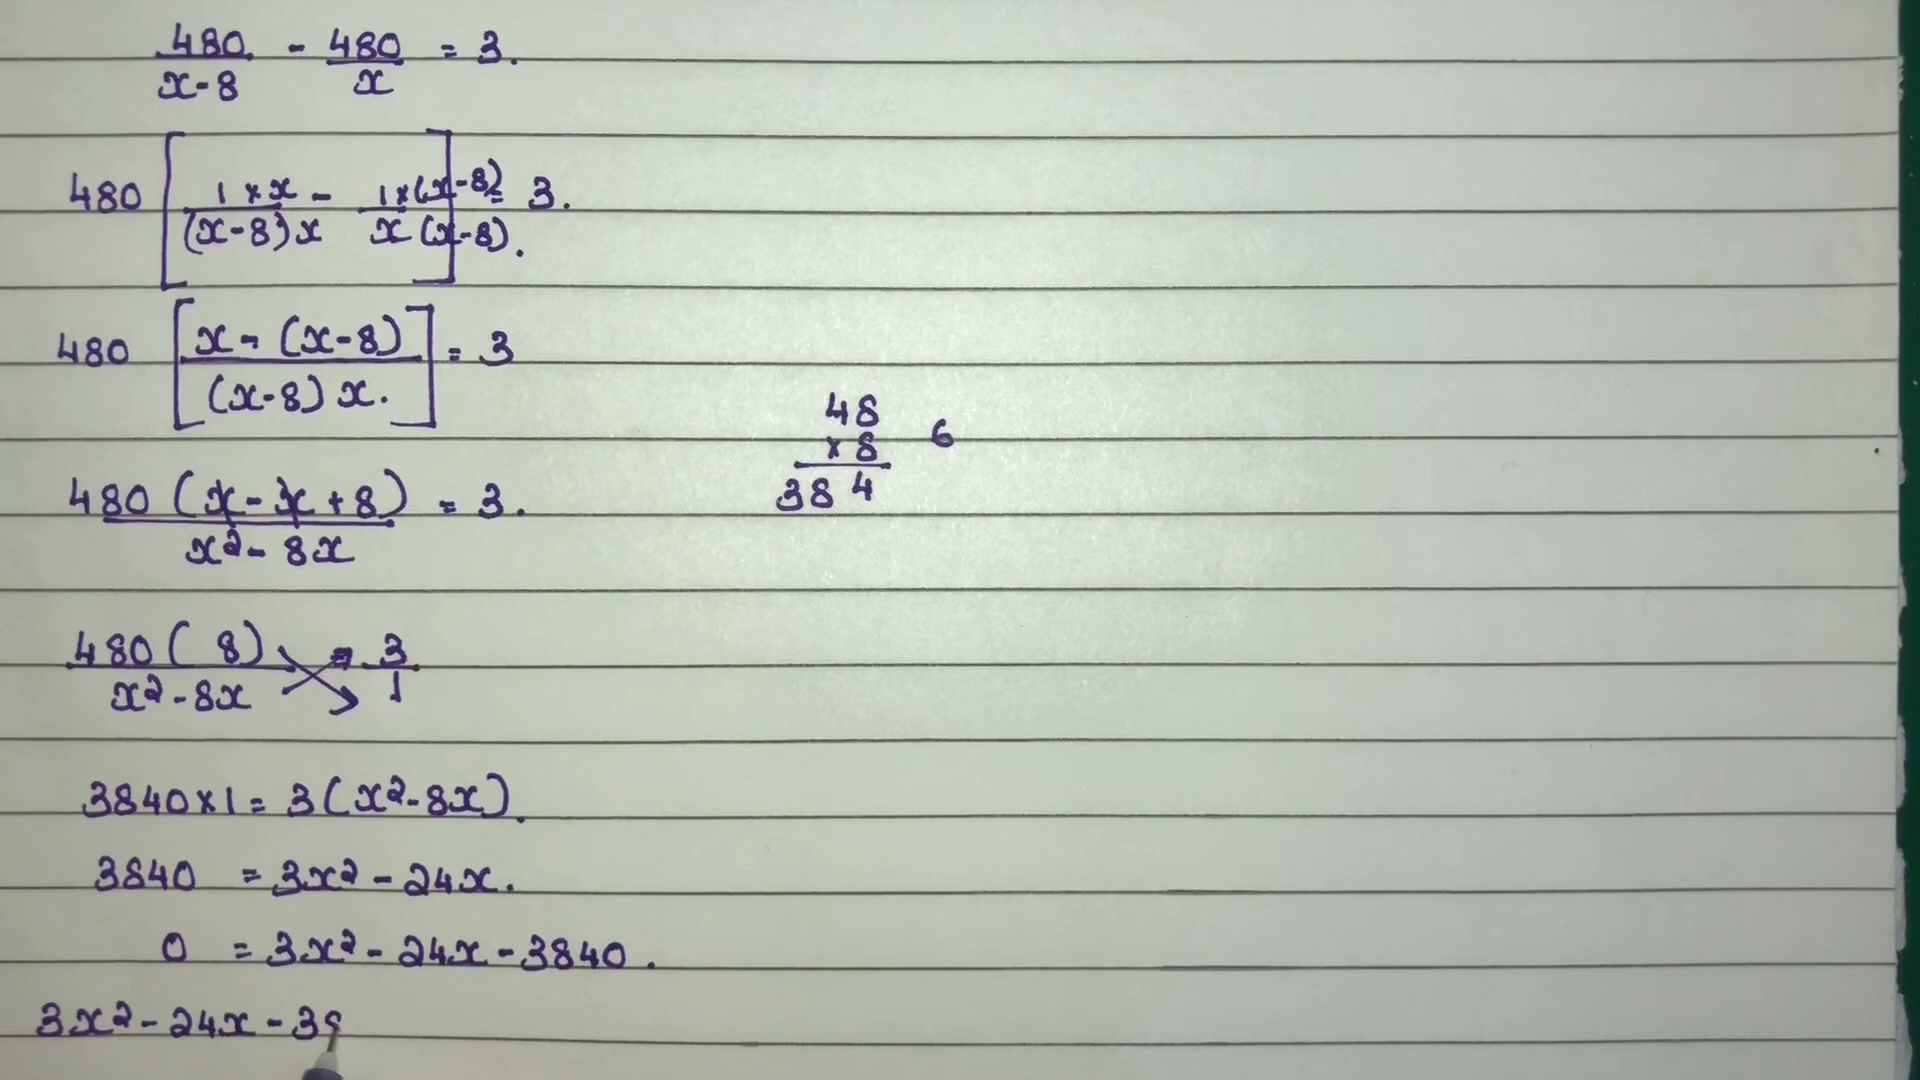 480/(x-8) - 480/x = 3.
480 [ 1×x/(x-8)x - 1×(x-8)/x(x-8) ] = 3.
480 [ x - (x-8) / (x-8) x. ] = 3
480 (x - x + 8) / x² - 8x = 3.
480 ( 8) / x² - 8x = 3/1
3840×1 = 3(x² - 8x).
3840 = 3x² - 24x.
0 = 3x² - 24x - 3840.
3x² - 24x - 38
48
× 8
384
6